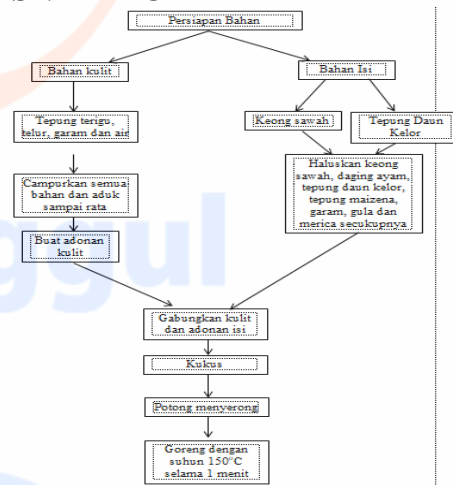 Persiapan Bahan
Bahan kulit
Bahan Isi
Tepung terigu,
telur, garam dan air
Keong sawah
Tepung Daun
Kelor
Campurkan semua
bahan dan aduk
sampai rata
Haluskan keong
sawah, daging ayam,
tepung daun kelor,
tepung maizena,
garam, gula dan
merica secukupnya
Buat adonan
kulit
Gabungkan kulit
dan adonan isi
Kukus
Potong menyerong
Goreng dengan
suhun 150°C
selama 1 menit